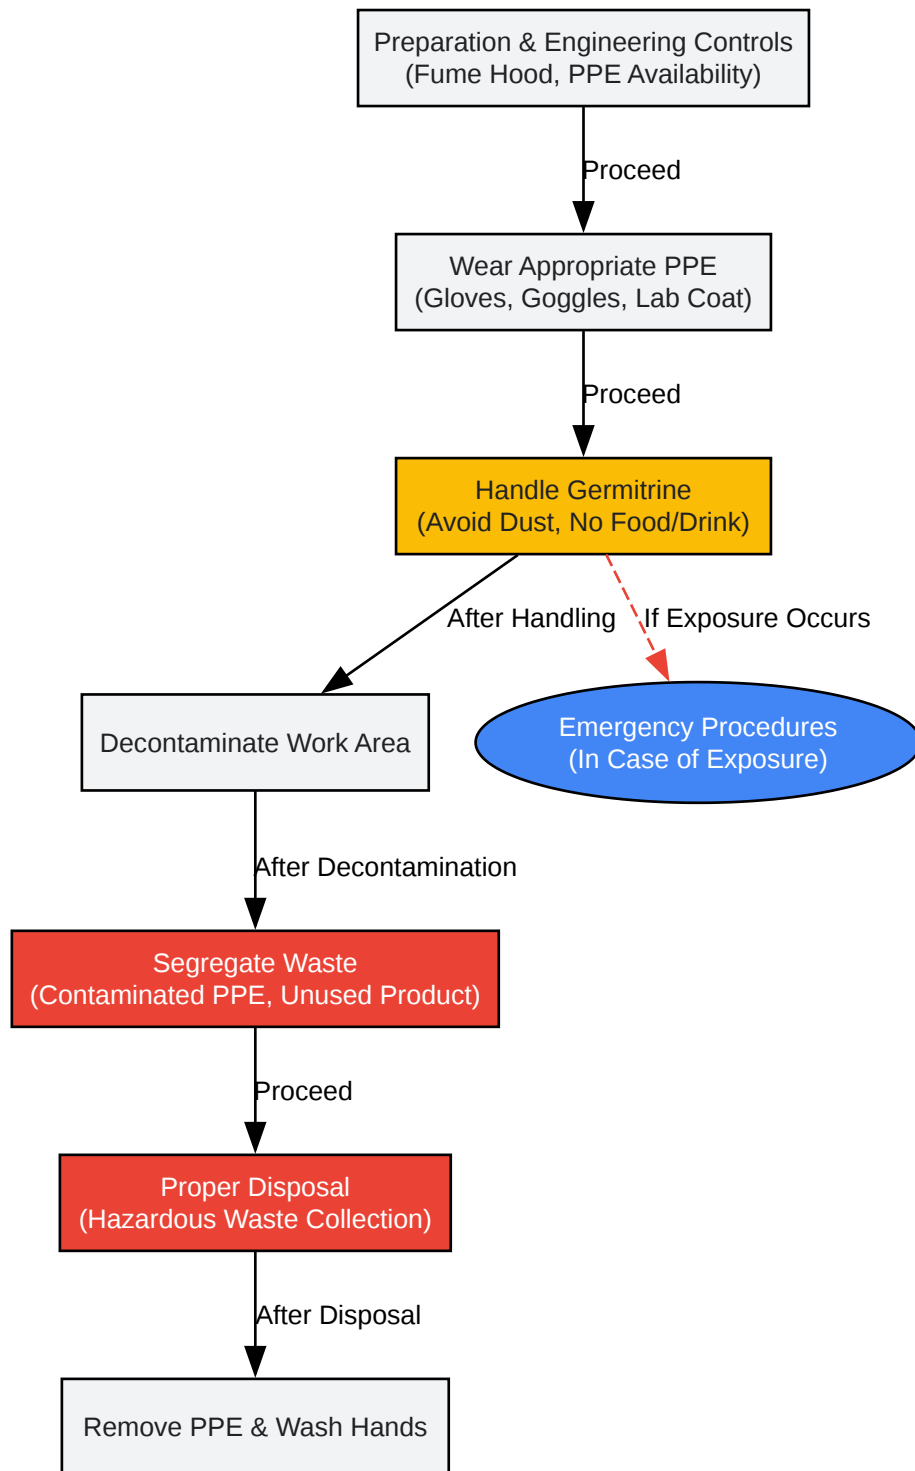 Preparation & Engineering Controls
(Fume Hood, PPE Availability)
Proceed
Wear Appropriate PPE
(Gloves, Goggles, Lab Coat)
Proceed
Handle Germitrine
(Avoid Dust, No Food/Drink)
After Handling
If Exposure Occurs
Decontaminate Work Area
Emergency Procedures
(In Case of Exposure)
After Decontamination
Segregate Waste
(Contaminated PPE, Unused Product)
Proceed
Proper Disposal
(Hazardous Waste Collection)
After Disposal
Remove PPE & Wash Hands